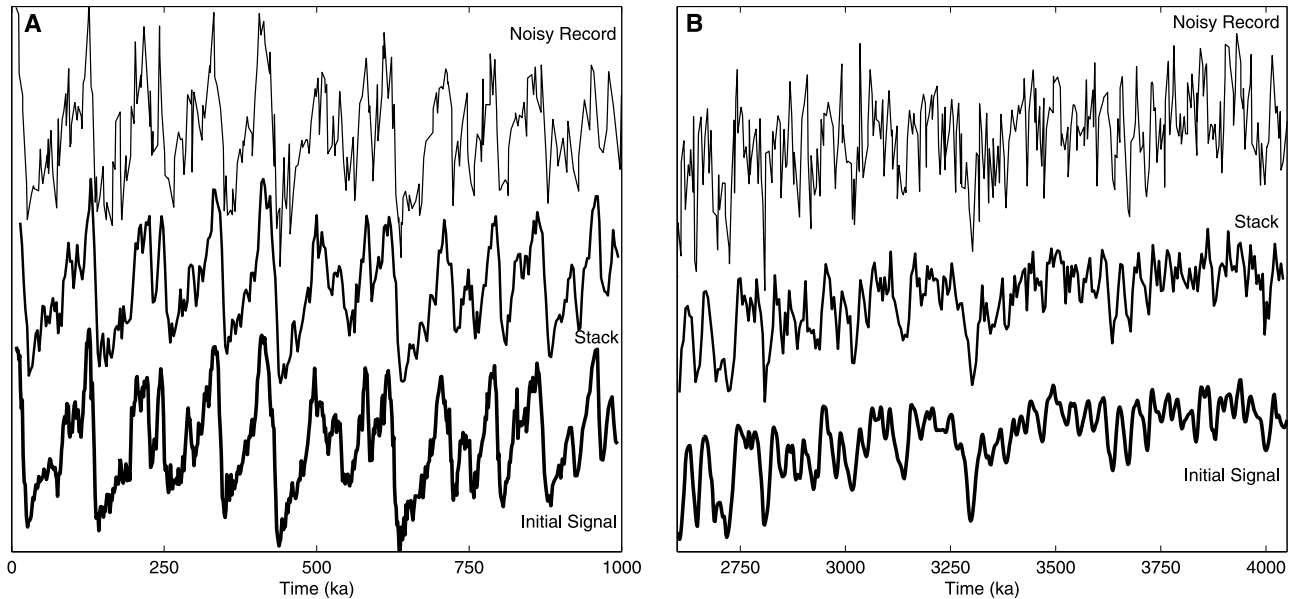 A
Noisy Record
Stack
Initial Signal
0 250 500 750 1000
Time (ka)
B
Noisy Record
Stack
Initial Signal
2750 3000 3250 3500 3750 4000
Time (ka)